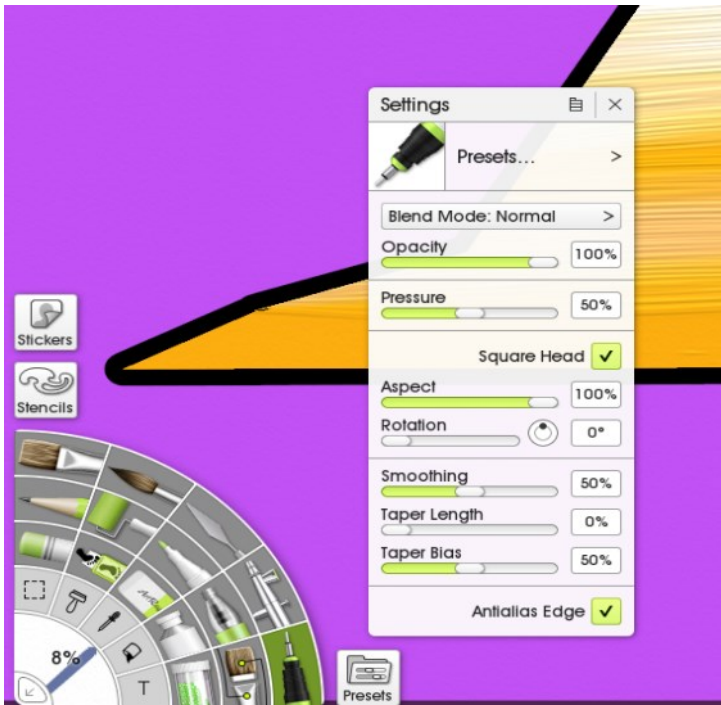 Settings
Presets...
>
Blend Mode: Normal >
Opacity
100%
Pressure
50%
Square Head
Aspect
100%
Rotation
0°
Smoothing
50%
Taper Length
0%
Taper Bias
50%
Antialias Edge
Stickers
Stencils
8%
T
Presets